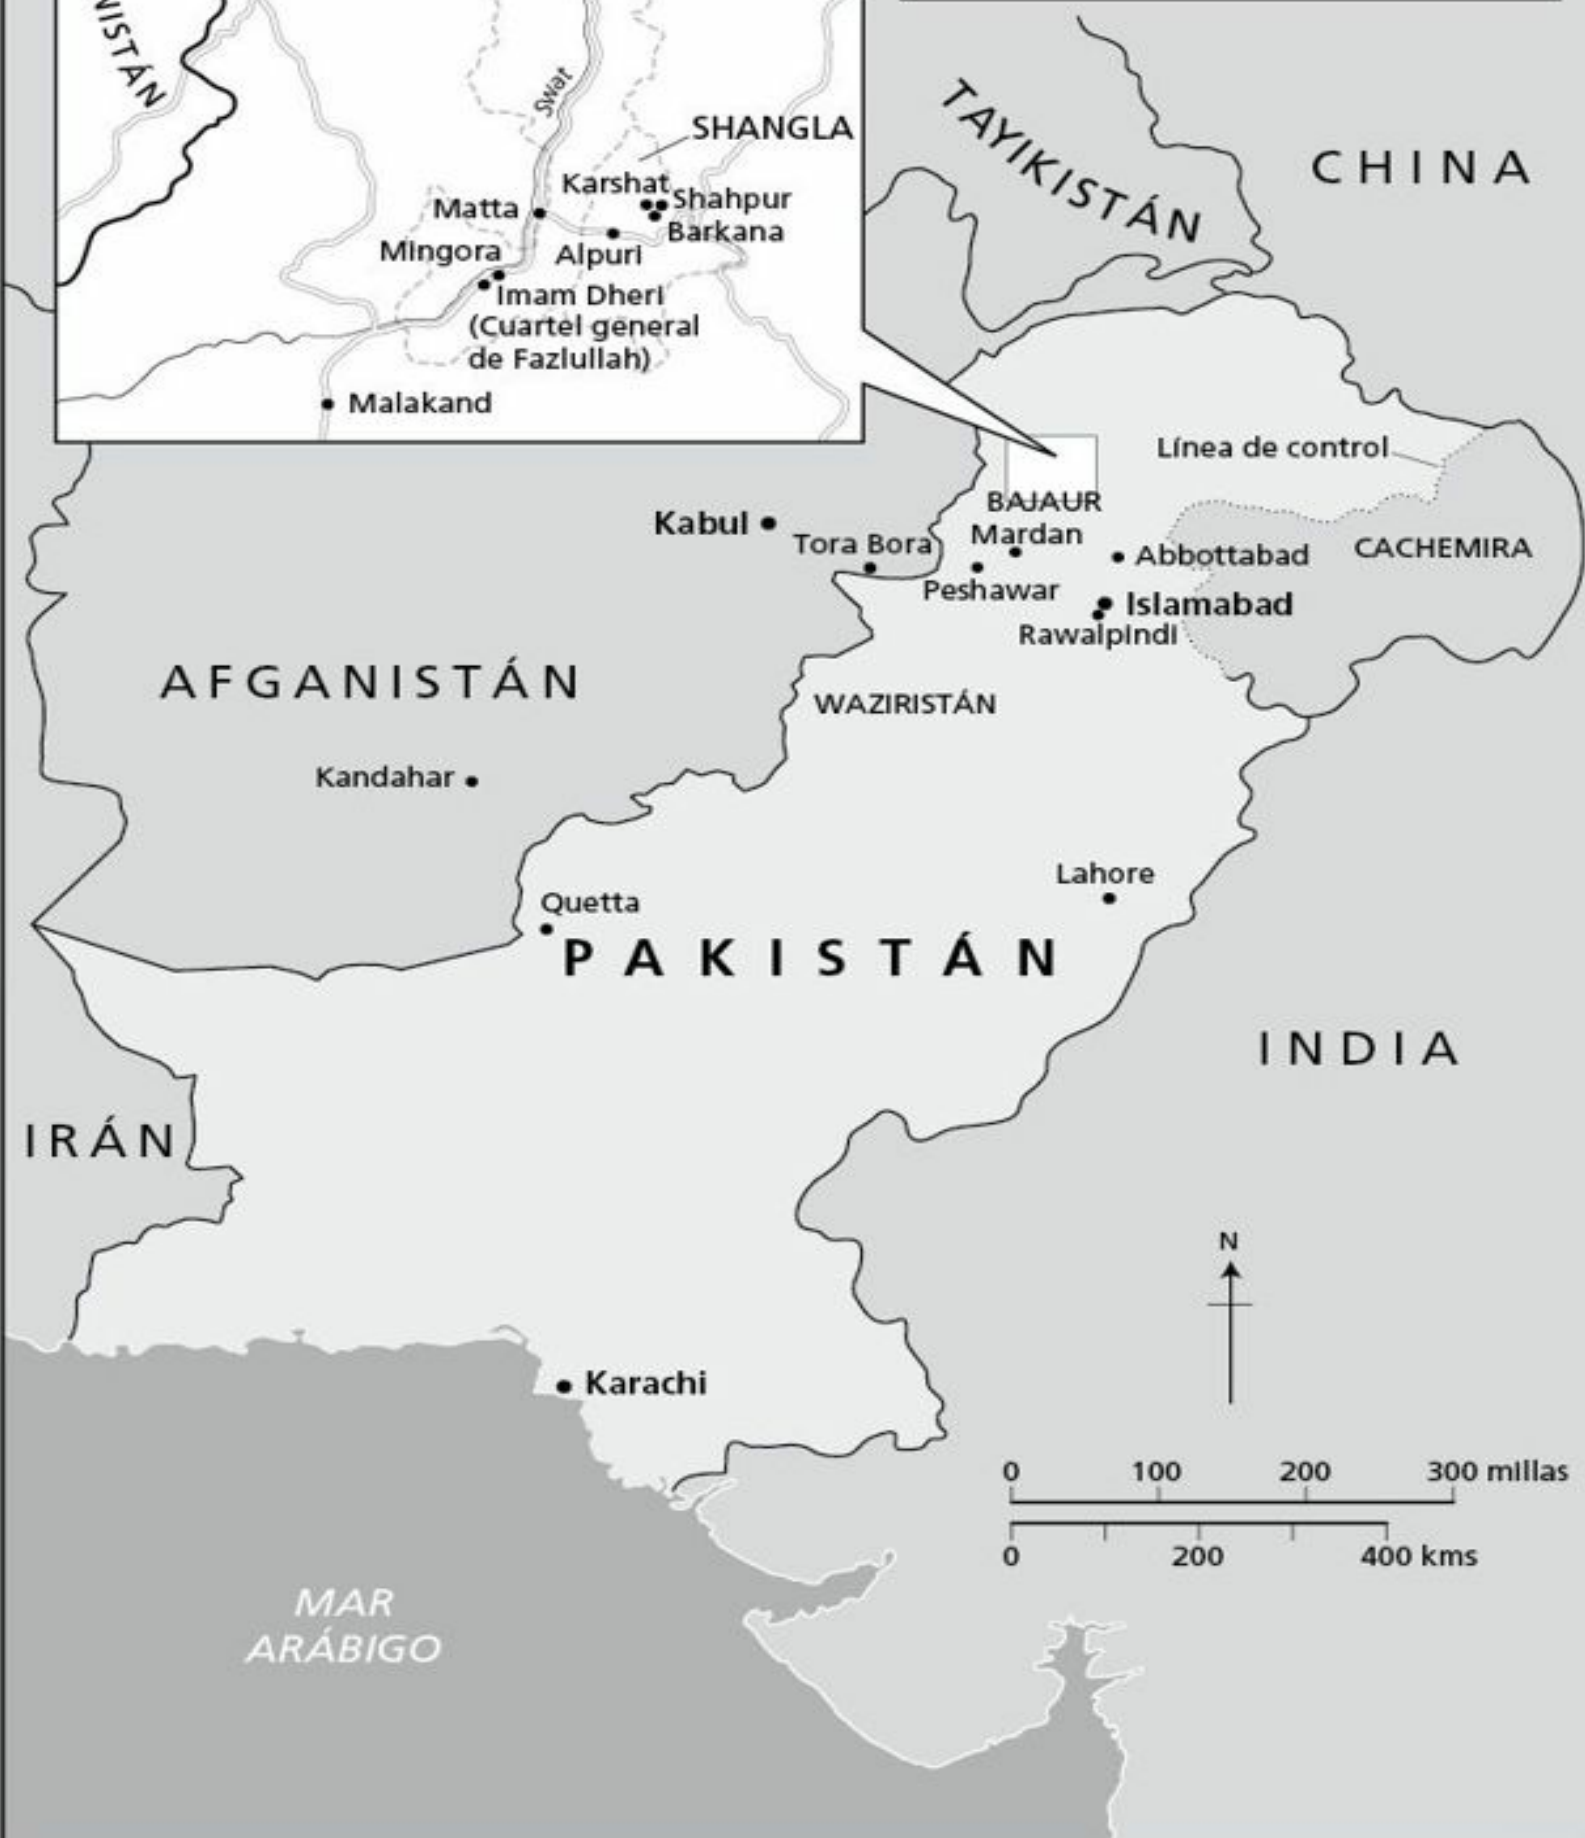 SHANGLA
Swat
Karshat
Shahpur
Matta
Barkana
Mingora
Alpuri
Imam Dheri
(Cuartel general
de Fazlullah)
Malakand
TAYIKISTÁN
CHINA
Línea de control
BAJAUR
Kabul
Tora Bora
Mardan
Abbottabad
CACHEMIRA
Peshawar
Islamabad
Rawalpindi
AFGANISTÁN
WAZIRISTÁN
Kandahar
Lahore
Quetta
PAKISTÁN
INDIA
IRÁN
N
Karachi
0 100 200 300 millas
0 200 400 kms
MAR
ARÁBIGO